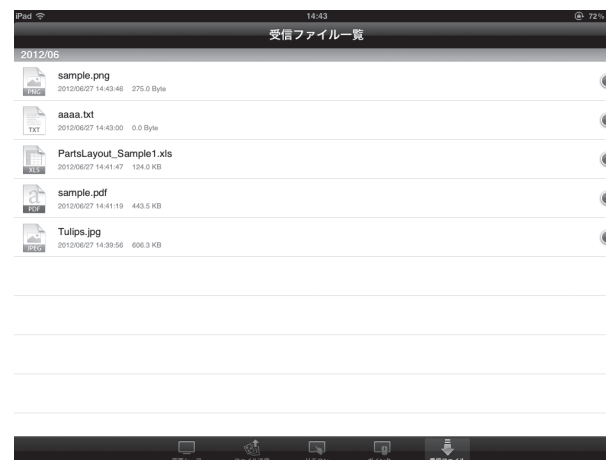 iPad 14:43 72%
受信ファイル一覧
2012/06
PNG
sample.png
2012/06/27 14:43:46 275.0 Byte
TXT
aaaa.txt
2012/06/27 14:43:00 0.0 Byte
XLS
PartsLayout_Sample1.xls
2012/06/27 14:41:47 124.0 KB
a
PDF
sample.pdf
2012/06/27 14:41:19 443.5 KB
JPEG
Tulips.jpg
2012/06/27 14:39:56 606.3 KB